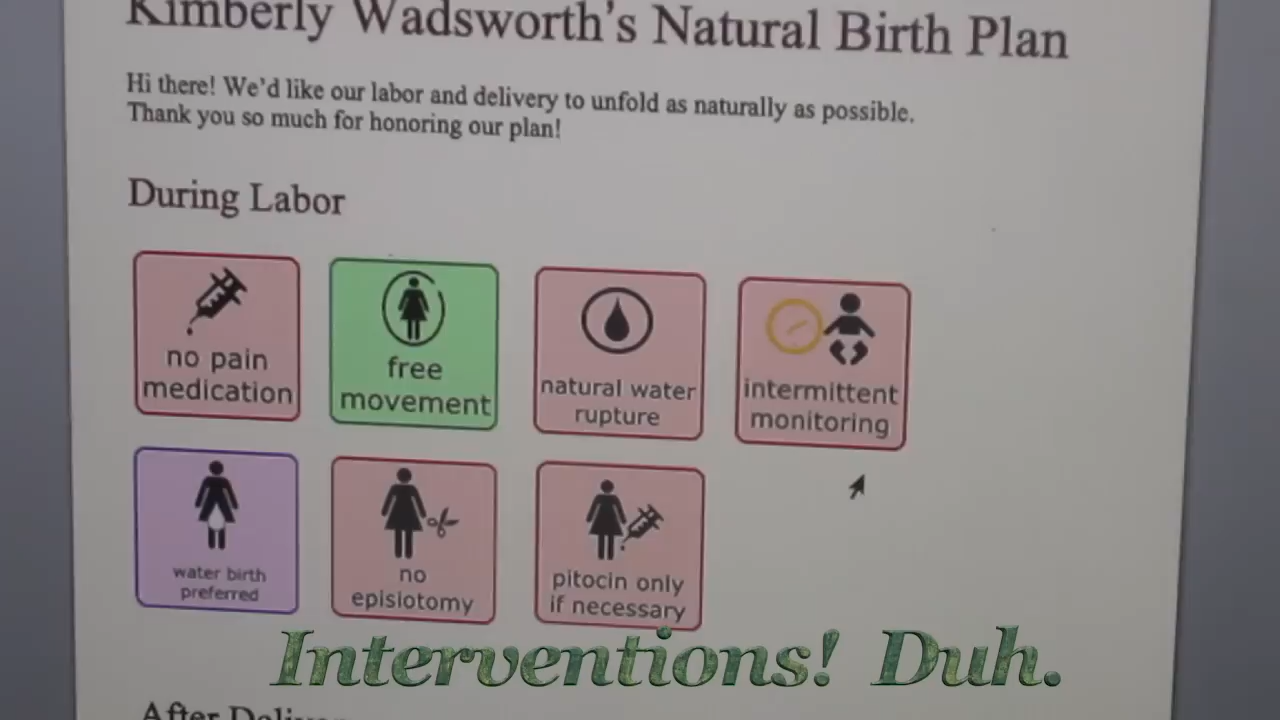 Kimberly Wadsworth's Natural Birth Plan
Hi there! We'd like our labor and delivery to unfold as naturally as possible.
Thank you so much for honoring our plan!
During Labor
no pain
medication
free
movement
natural water
rupture
intermittent
monitoring
water birth
preferred
no
episiotomy
pitocin only
if necessary
Interventions! Duh.
After